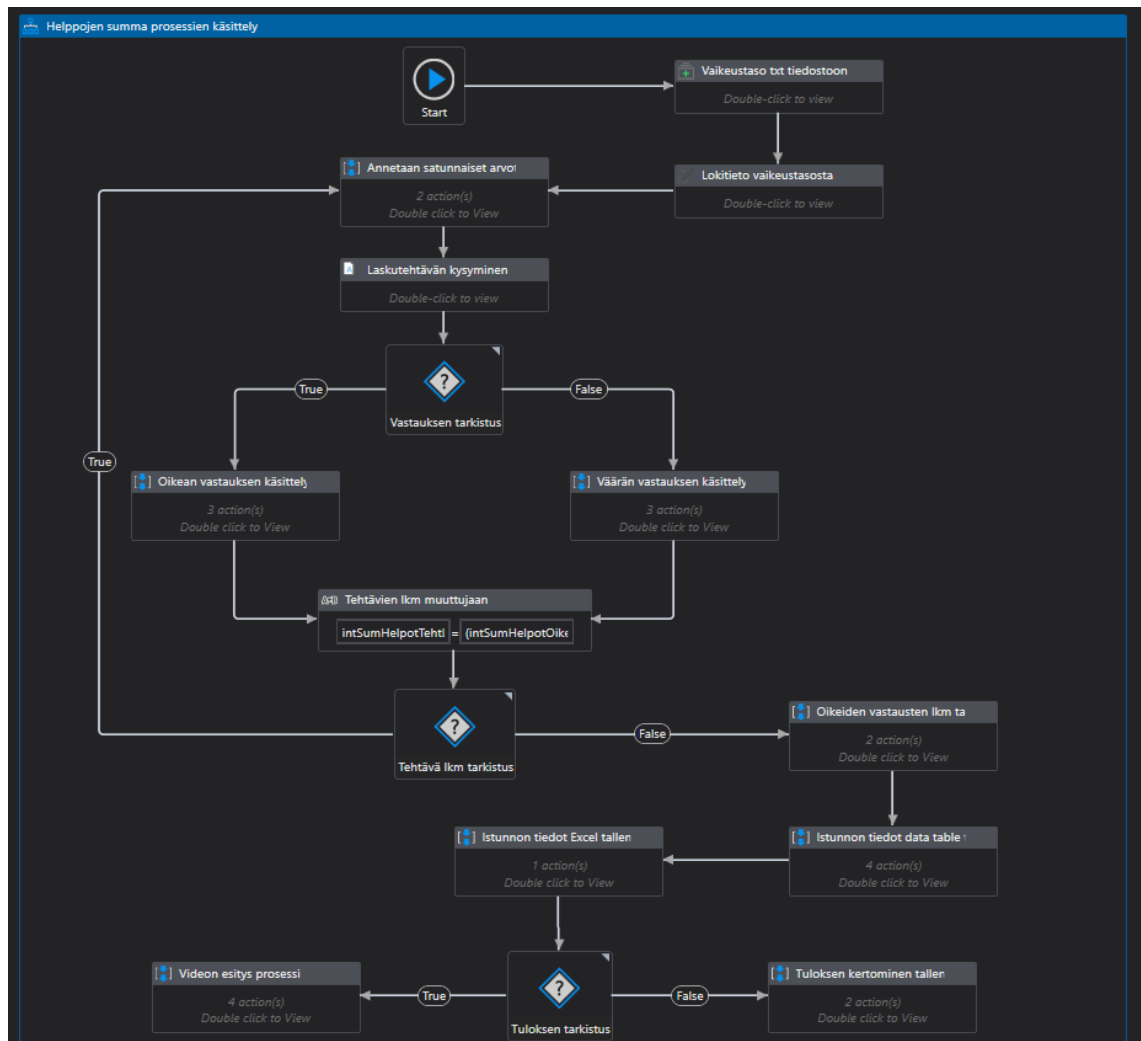 Helppojen summa prosessien käsittely
Start
Vaikeustaso txt tiedostoon
Double-click to view
Lokitieto vaikeustasosta
Double-click to view
Annetaan satunnaiset arvot
2 action(s)
Double click to View
Laskutehtävän kysyminen
Double-click to view
Vastauksen tarkistus
True
False
True
Oikean vastauksen käsittely
3 action(s)
Double click to View
Väärän vastauksen käsittely
3 action(s)
Double click to View
Tehtävien lkm muuttujaan
intSumHelpotTehtl = (intSumHelpotOike
Tehtävä lkm tarkistus
False
Oikeiden vastausten lkm ta
2 action(s)
Double click to View
Istunnon tiedot Excel tallen
1 action(s)
Double click to View
Istunnon tiedot data table
4 action(s)
Double click to View
Tuloksen tarkistus
True
False
Videon esitys prosessi
4 action(s)
Double click to View
Tuloksen kertominen tallen
2 action(s)
Double click to View